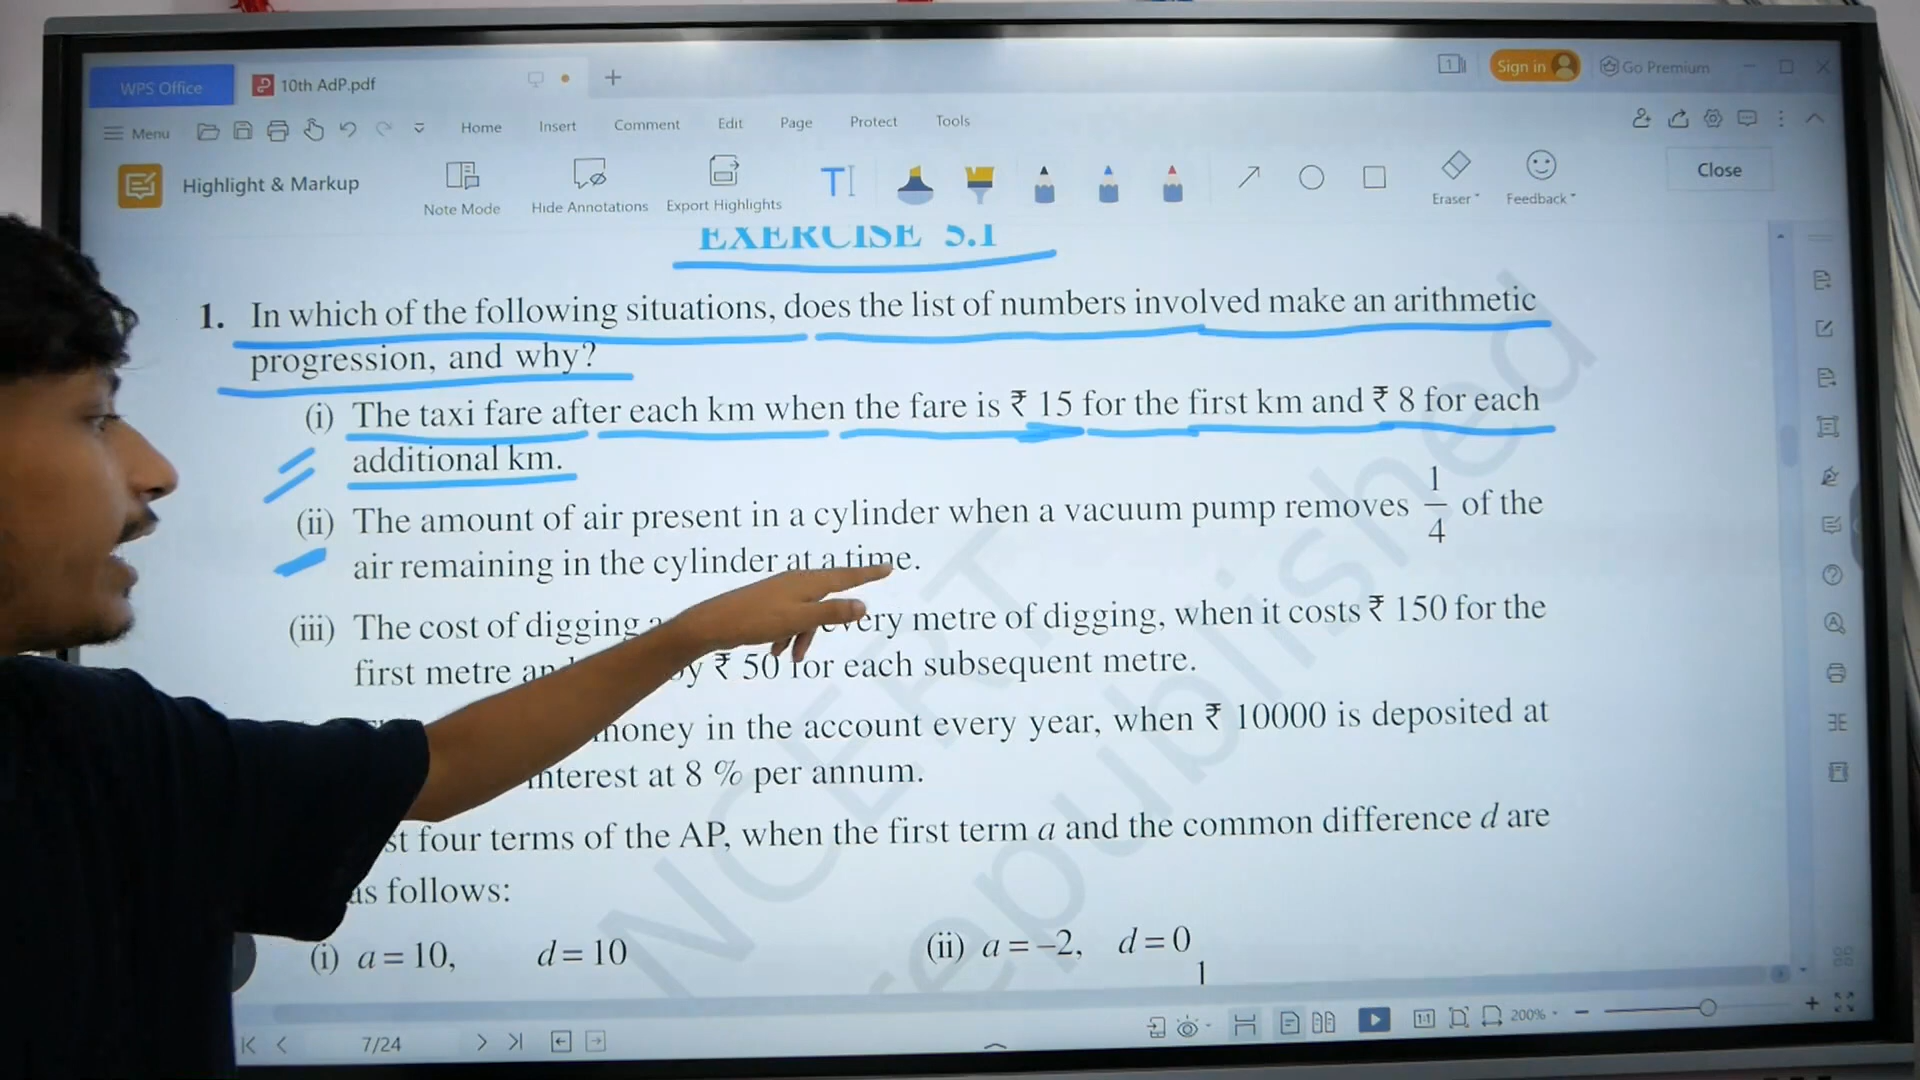 WPS Office
10th AdP.pdf
Sign in
Go Premium
Menu
Home
Insert
Comment
Edit
Page
Protect
Tools
Highlight & Markup
Note Mode
Hide Annotations
Export Highlights
Eraser
Feedback
Close
EXERCISE 5.1
1. In which of the following situations, does the list of numbers involved make an arithmetic
progression, and why?
(i) The taxi fare after each km when the fare is ₹ 15 for the first km and ₹ 8 for each
additional km.
(ii) The amount of air present in a cylinder when a vacuum pump removes 1/4 of the
air remaining in the cylinder at a time.
(iii) The cost of digging every metre of digging, when it costs ₹ 150 for the
first metre ₹ 50 for each subsequent metre.
money in the account every year, when ₹ 10000 is deposited at
interest at 8 % per annum.
four terms of the AP, when the first term a and the common difference d are
as follows:
(i) a = 10, d = 10
(ii) a = –2, d = 0
1
NCERT
republished
7/24
1:1
200%